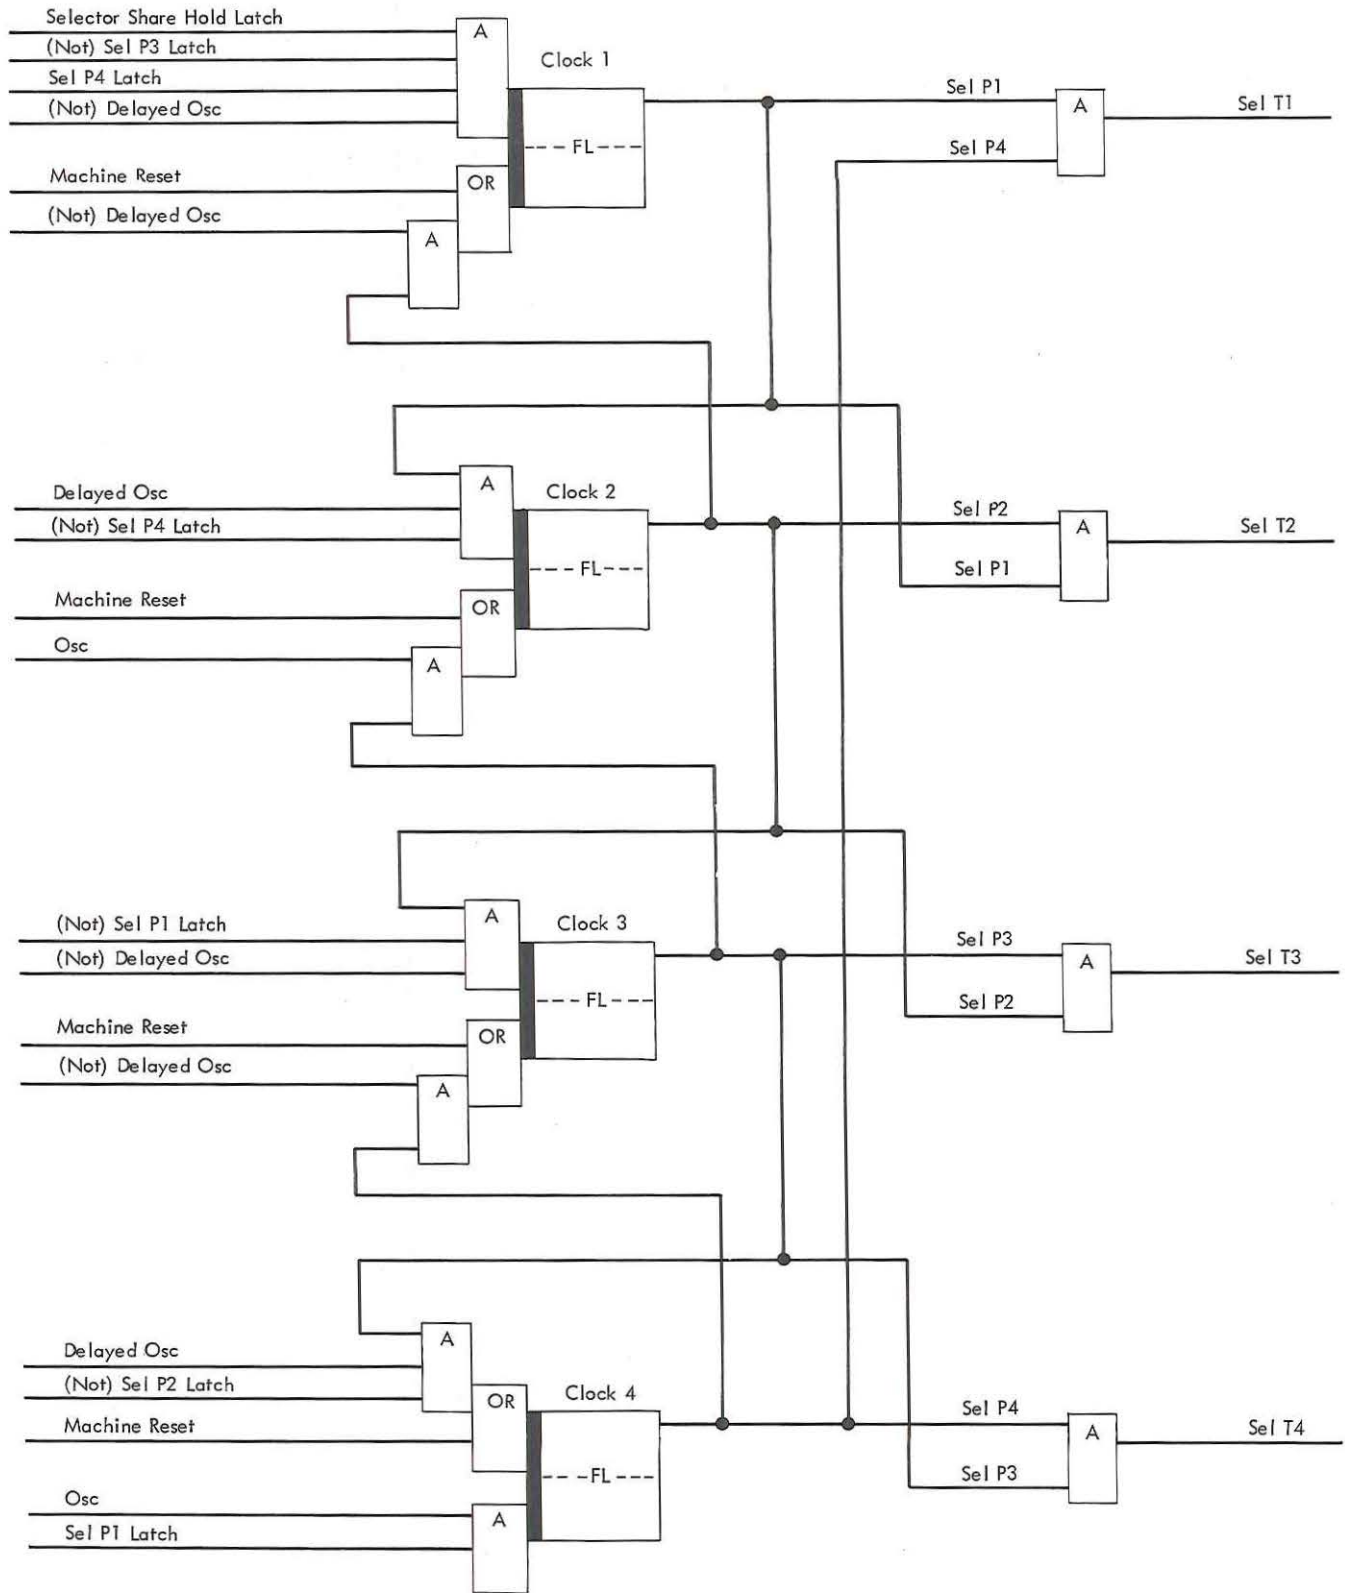 Selector Share Hold Latch
(Not) Sel P3 Latch
Sel P4 Latch
(Not) Delayed Osc
A
Clock 1
FL
Sel P1
Sel P4
A
Sel T1
Machine Reset
(Not) Delayed Osc
OR
A
Delayed Osc
(Not) Sel P4 Latch
A
Clock 2
FL
Sel P2
Sel P1
A
Sel T2
Machine Reset
Osc
OR
A
(Not) Sel P1 Latch
(Not) Delayed Osc
A
Clock 3
FL
Sel P3
Sel P2
A
Sel T3
Machine Reset
(Not) Delayed Osc
OR
A
Delayed Osc
(Not) Sel P2 Latch
Machine Reset
A
OR
Clock 4
FL
Sel P4
Sel P3
A
Sel T4
Osc
Sel P1 Latch
A